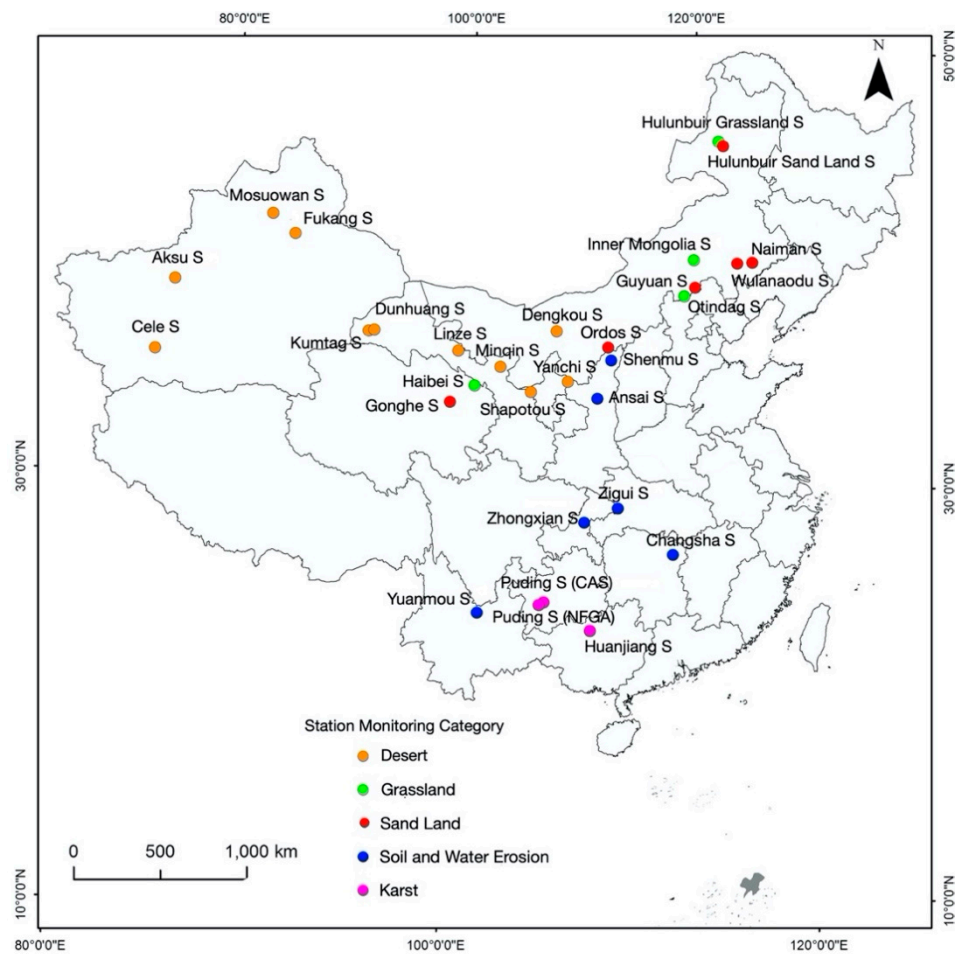 80°0'0"E
100°0'0"E
120°0'0"E
50°0'0"N
N
Hulunbuir Grassland S
Hulunbuir Sand Land S
Mosuowan S
Fukang S
Inner Mongolia S
Naiman S
Aksu S
Guyuan S
Wulanaodu S
Otindag S
Dunhuang S
Dengkou S
Cele S
Linze S
Ordos S
Kumtag S
Minqin S
Shenmu S
Yanchi S
Haibei S
Ansai S
Gonghe S
Shapotou S
30°0'0"N
30°0'0"N
Zigui S
Zhongxian S
Changsha S
Puding S (CAS)
Yuanmou S
Puding S (NFGA)
Huanjiang S
Station Monitoring Category
Desert
Grassland
Sand Land
Soil and Water Erosion
Karst
0 500 1,000 km
10°0'0"N
10°0'0"N
80°0'0"E
100°0'0"E
120°0'0"E